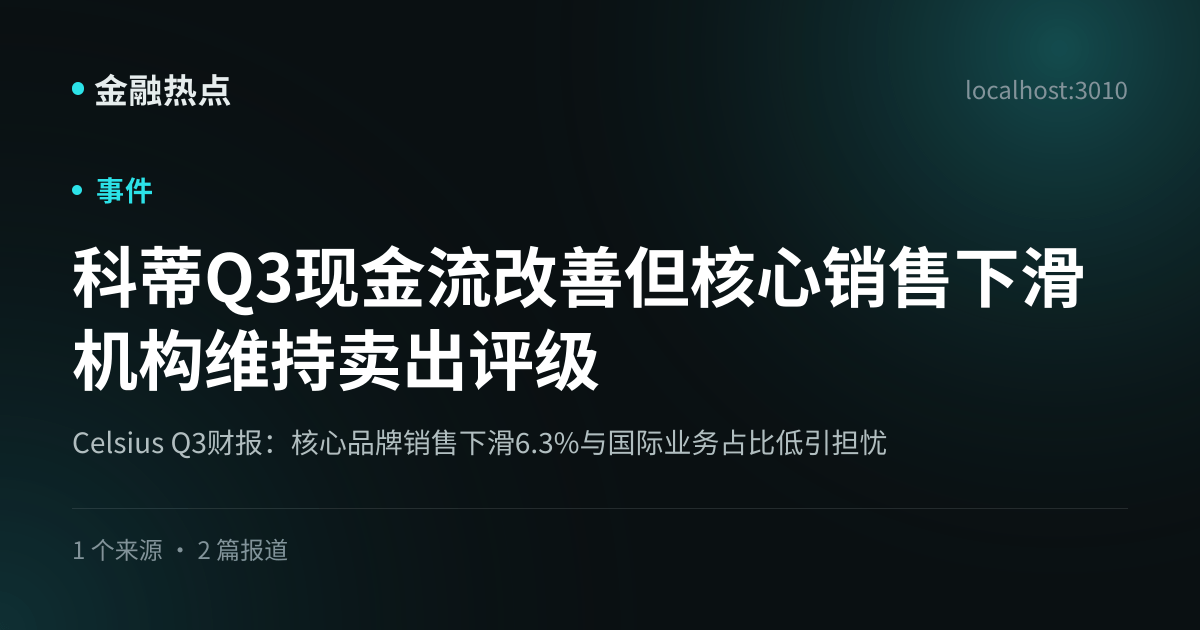 金融热点
localhost:3010
事件
科蒂Q3现金流改善但核心销售下滑
机构维持卖出评级
Celsius Q3财报：核心品牌销售下滑6.3%与国际业务占比低引担忧
1 个来源 · 2 篇报道